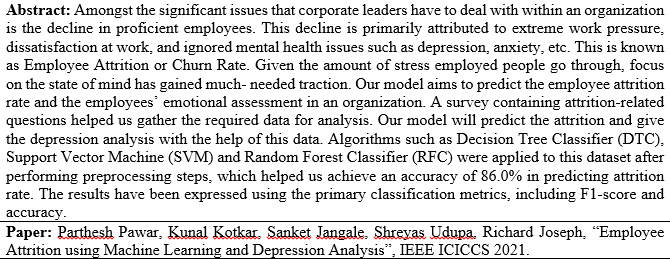 Abstract: Amongst the significant issues that corporate leaders have to deal with within an organization
is the decline in proficient employees. This decline is primarily attributed to extreme work pressure,
dissatisfaction at work, and ignored mental health issues such as depression, anxiety, etc. This is known
as Employee Attrition or Churn Rate. Given the amount of stress employed people go through, focus
on the state of mind has gained much- needed traction. Our model aims to predict the employee attrition
rate and the employees’ emotional assessment in an organization. A survey containing attrition-related
questions helped us gather the required data for analysis. Our model will predict the attrition and give
the depression analysis with the help of this data. Algorithms such as Decision Tree Classifier (DTC),
Support Vector Machine (SVM) and Random Forest Classifier (RFC) were applied to this dataset after
performing preprocessing steps, which helped us achieve an accuracy of 86.0% in predicting attrition
rate. The results have been expressed using the primary classification metrics, including F1-score and
accuracy.
Paper: Parthesh Pawar, Kunal Kotkar, Sanket Jangale, Shreyas Udupa, Richard Joseph, “Employee
Attrition using Machine Learning and Depression Analysis”, IEEE ICICCS 2021.